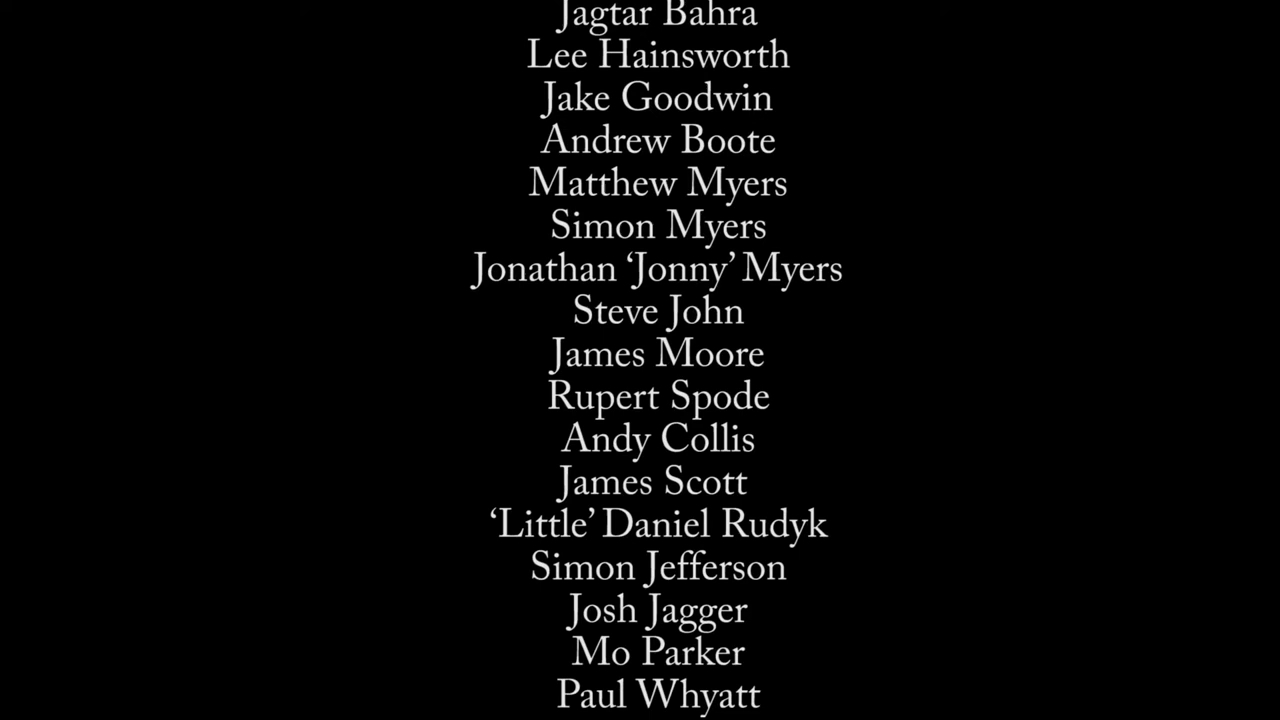 Jagtar Bahra
Lee Hainsworth
Jake Goodwin
Andrew Boote
Matthew Myers
Simon Myers
Jonathan ‘Jonny’ Myers
Steve John
James Moore
Rupert Spode
Andy Collis
James Scott
‘Little’ Daniel Rudyk
Simon Jefferson
Josh Jagger
Mo Parker
Paul Whyatt